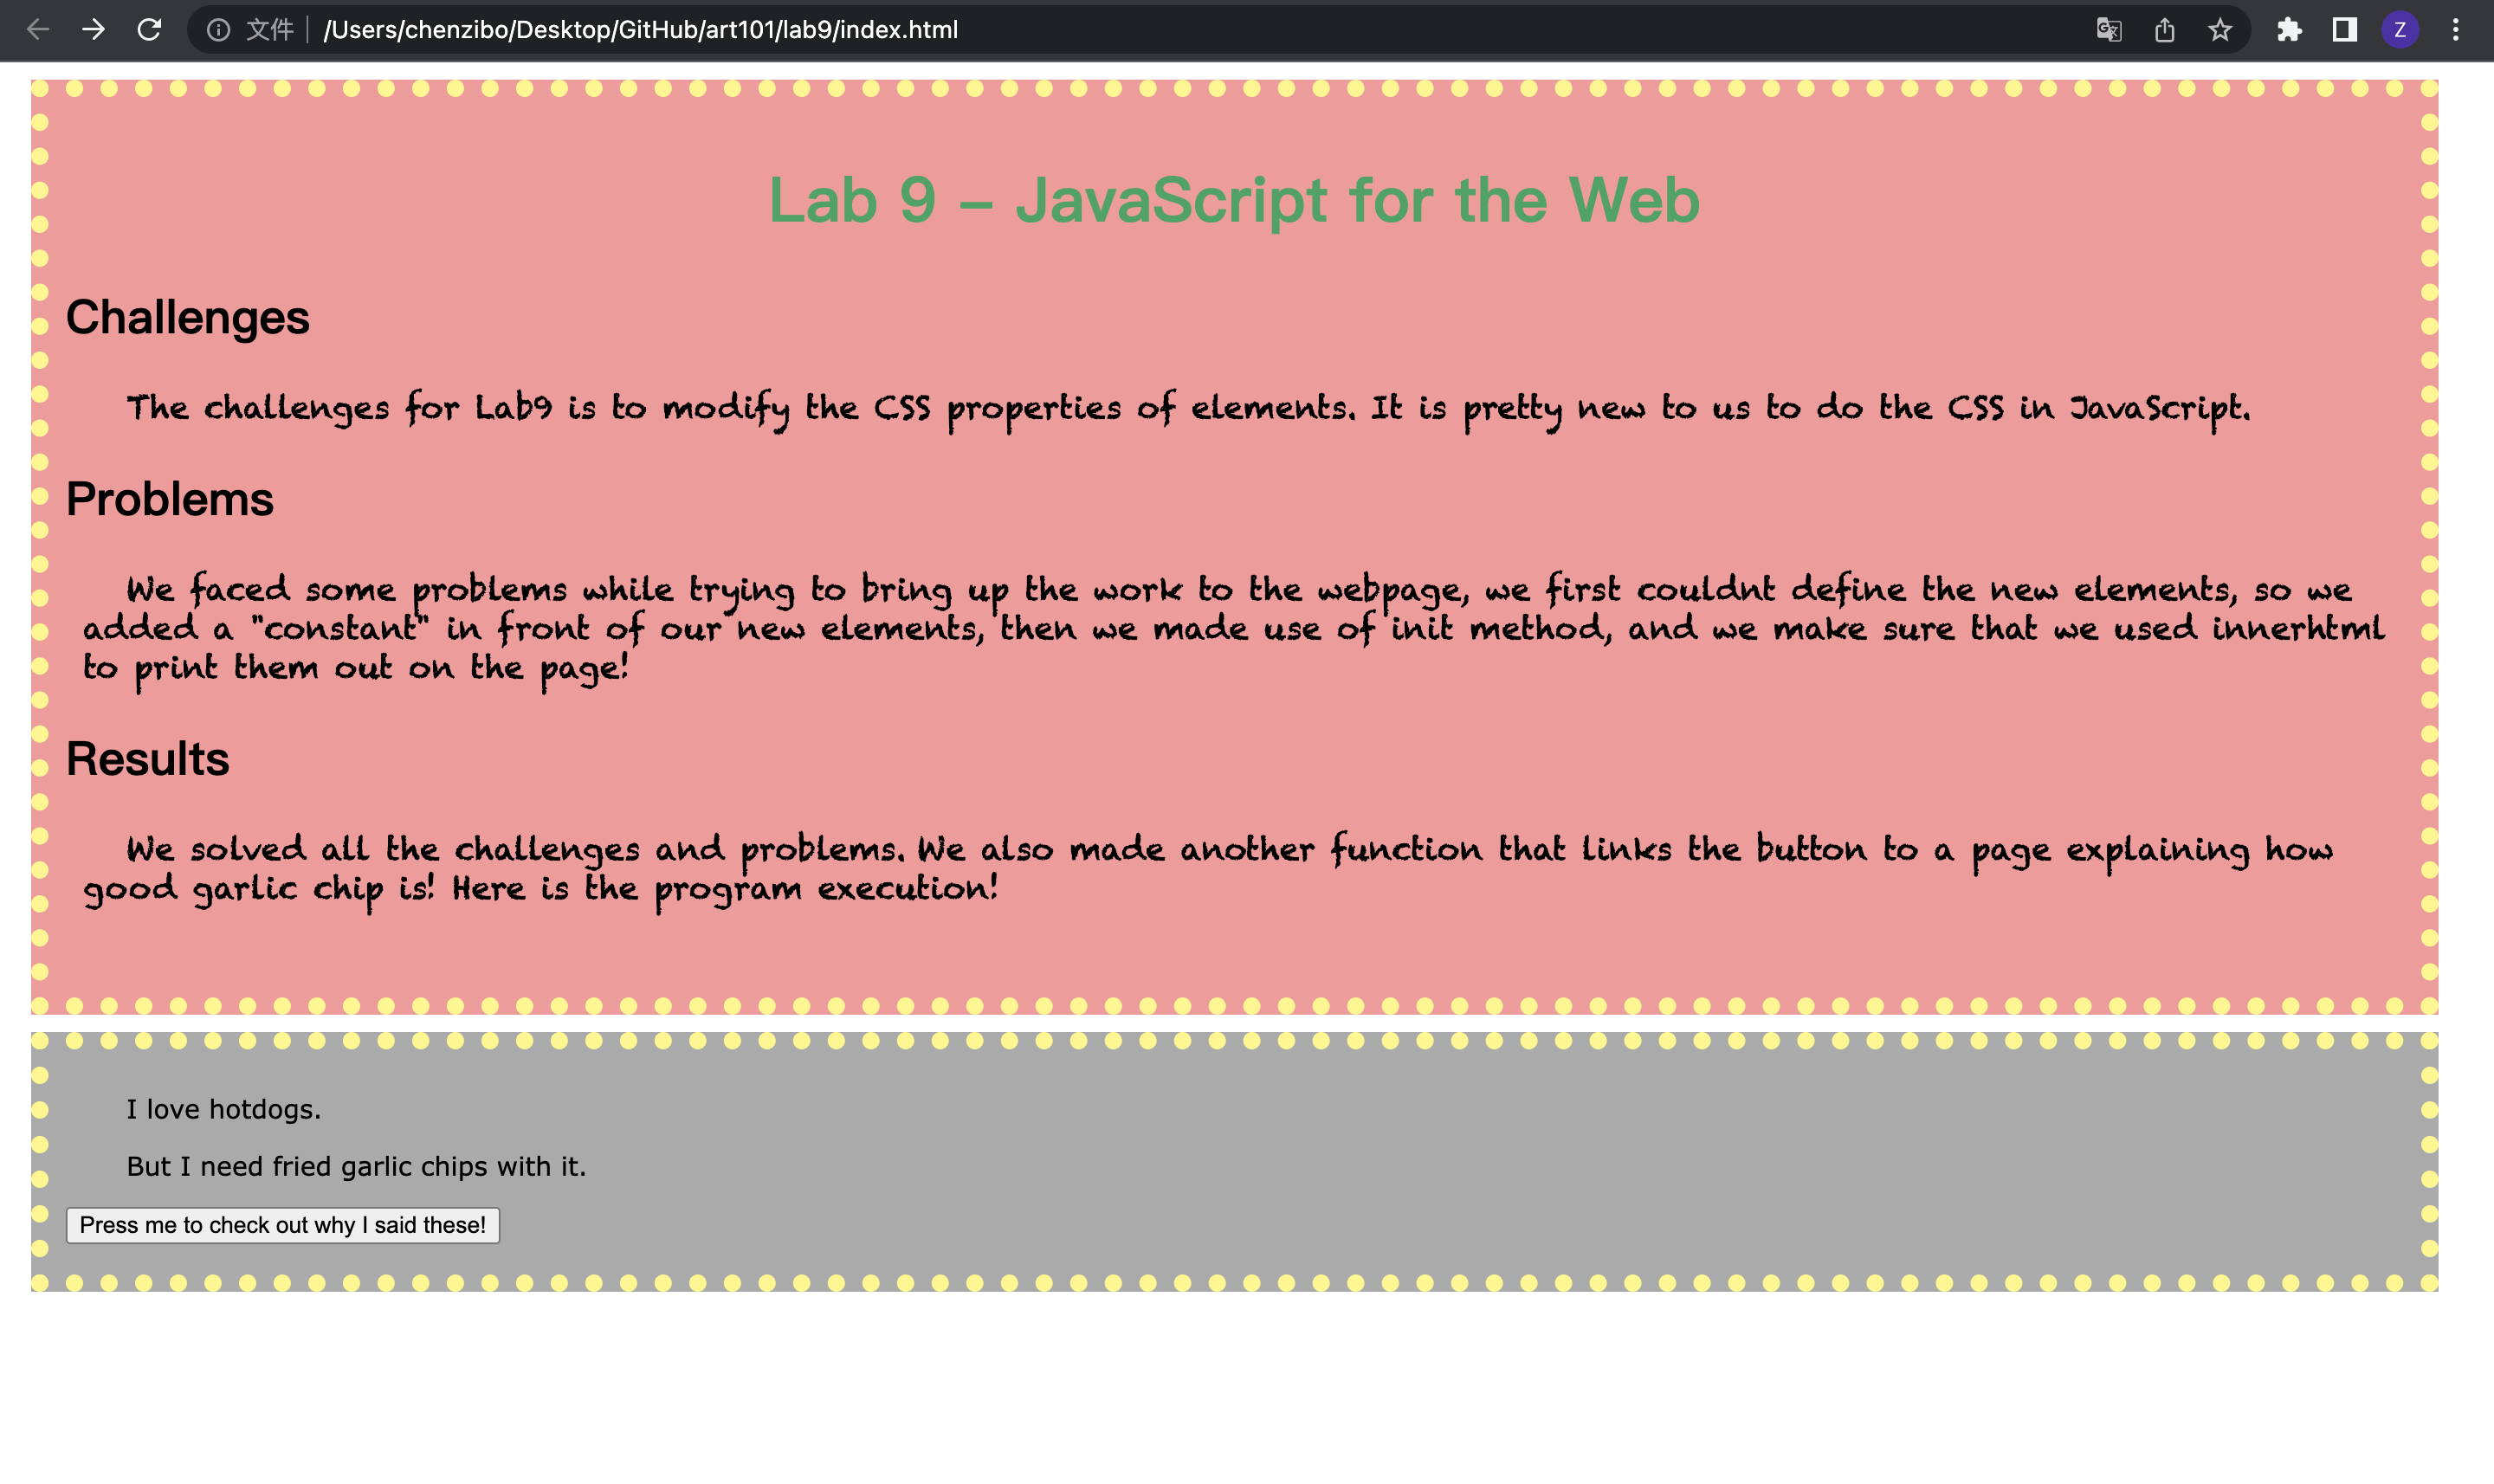 文件 /Users/chenzibo/Desktop/GitHub/art101/lab9/index.html
Z
Lab 9 – JavaScript for the Web
Challenges
The challenges for Lab9 is to modify the CSS properties of elements. It is pretty new to us to do the CSS in JavaScript.
Problems
We faced some problems while trying to bring up the work to the webpage, we first couldnt define the new elements, so we
added a "constant" in front of our new elements, then we made use of init method, and we make sure that we used innerhtml
to print them out on the page!
Results
We solved all the challenges and problems. We also made another function that links the button to a page explaining how
good garlic chip is! Here is the program execution!
I love hotdogs.
But I need fried garlic chips with it.
Press me to check out why I said these!